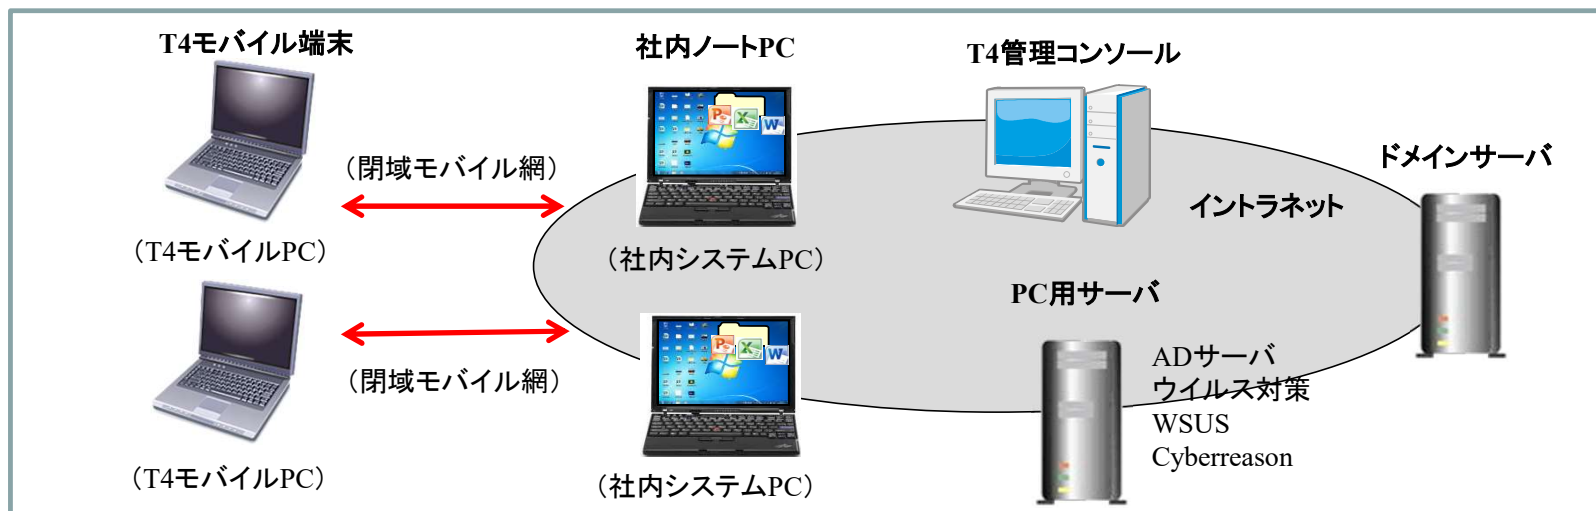 T4モバイル端末
社内ノートPC
T4管理コンソール
ドメインサーバ
（閉域モバイル網）
イントラネット
（T4モバイルPC）
（社内システムPC）
PC用サーバ
ADサーバ
ウイルス対策
WSUS
Cyberreason
（閉域モバイル網）
（T4モバイルPC）
（社内システムPC）
P
X
W
P
X
W